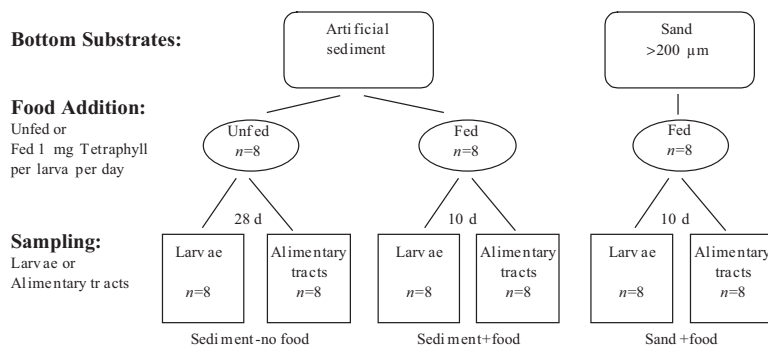 Bottom Substrates:
Artificial
sediment
Sand
>200 µm
Food Addition:
Unfed or
Fed 1 mg Tetraphyll
per larva per day
Unfed
n=8
Fed
n=8
Fed
n=8
28 d
10 d
10 d
Sampling:
Larvae or
Alimentary tracts
Larvae
n=8
Alimentary
tracts
n=8
Larvae
n=8
Alimentary
tracts
n=8
Larvae
n=8
Alimentary
tracts
n=8
Sediment-no food
Sediment+food
Sand+food